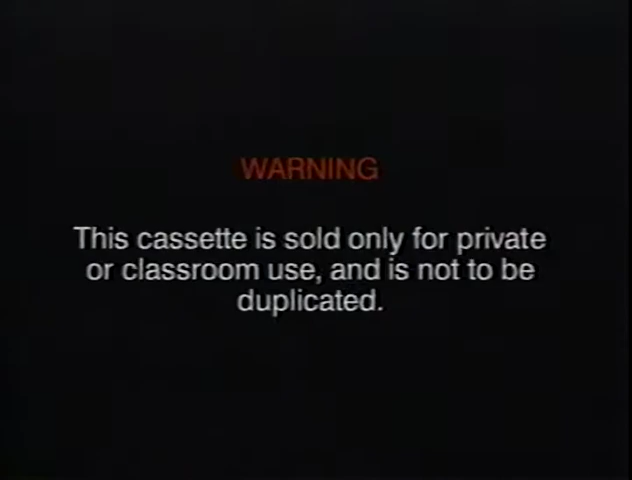 WARNING
This cassette is sold only for private
or classroom use, and is not to be
duplicated.